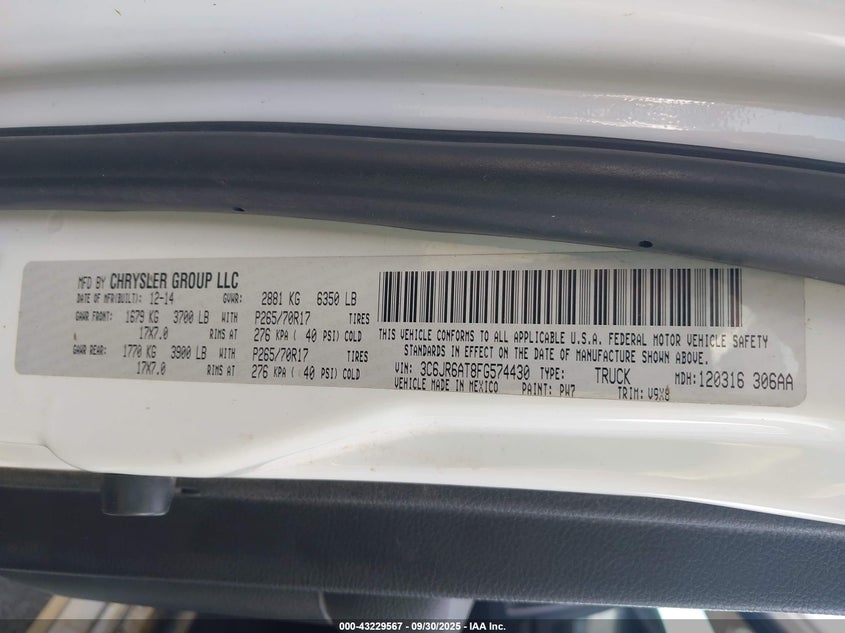 MFD BY CHRYSLER GROUP LLC
DATE OF MFR(BUILT): 12-14 GVWR: 2881 KG 6350 LB
GAWR FRONT: 1679 KG 3700 LB WITH P265/70R17 TIRES
17X7.0 RIMS AT 276 KPA ( 40 PSI) COLD
GAWR REAR: 1770 KG 3900 LB WITH P265/70R17 TIRES
17X7.0 RIMS AT 276 KPA ( 40 PSI) COLD
THIS VEHICLE CONFORMS TO ALL APPLICABLE U.S.A. FEDERAL MOTOR VEHICLE SAFETY
STANDARDS IN EFFECT ON THE DATE OF MANUFACTURE SHOWN ABOVE.
VIN: 3C6JR6AT8FG574430 TYPE: TRUCK MDH: 120316 306AA
VEHICLE MADE IN MEXICO PAINT: PW7 TRIM: V9X8
000-43229567 - 09/30/2025 - IAA Inc.